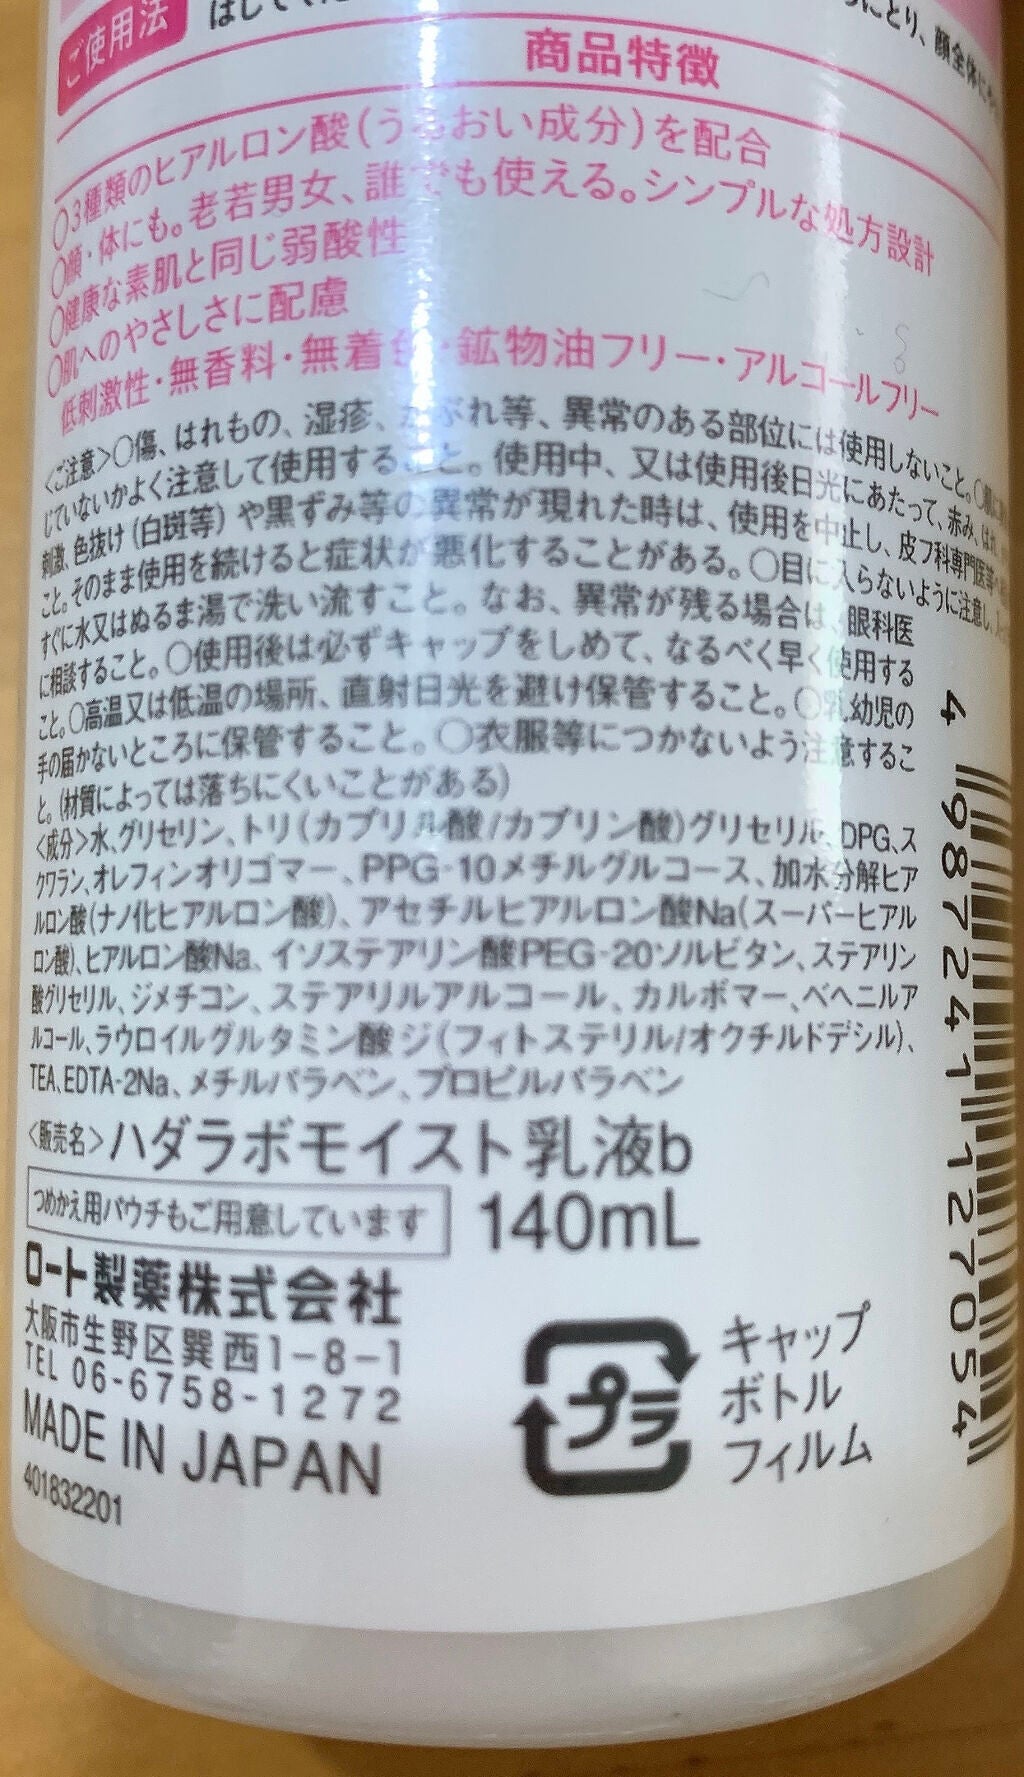 ご使用法
はしてくだ
にとり、顔全体に
商品特徴
○3種類のヒアルロン酸(うるおい成分)を配合
○顔・体にも。老若男女、誰でも使える。シンプルな処方設計
○健康な素肌と同じ弱酸性
○肌へのやさしさに配慮
低刺激性・無香料・無着色・鉱物油フリー・アルコールフリー
<ご注意>○傷、はれもの、湿疹、かぶれ等、異常のある部位には使用しないこと。○肌に
じていないかよく注意して使用すること。使用中、又は使用後日光にあたって、赤み、はれ、
刺激、色抜け(白斑等)や黒ずみ等の異常が現れた時は、使用を中止し、皮フ科専門医等へ
こと。そのまま使用を続けると症状が悪化することがある。○目に入らないように注意し、
すぐに水又はぬるま湯で洗い流すこと。なお、異常が残る場合は、眼科医
に相談すること。○使用後は必ずキャップをしめて、なるべく早く使用する
こと。○高温又は低温の場所、直射日光を避け保管すること。○乳幼児の
手の届かないところに保管すること。○衣服等につかないよう注意するこ
と。(材質によっては落ちにくいことがある)
<成分>水、グリセリン、トリ(カプリル酸/カプリン酸)グリセリル、DPG、ス
クワラン、オレフィンオリゴマー、PPG-10メチルグルコース、加水分解ヒア
ルロン酸(ナノ化ヒアルロン酸)、アセチルヒアルロン酸Na(スーパーヒアル
ロン酸)、ヒアルロン酸Na、イソステアリン酸PEG-20ソルビタン、ステアリン
酸グリセリル、ジメチコン、ステアリルアルコール、カルボマー、ベヘニルア
ルコール、ラウロイルグルタミン酸ジ(フィトステリル/オクチルドデシル)、
TEA、EDTA-2Na、メチルパラベン、プロピルパラベン
<販売名>ハダラボモイスト乳液b
つめかえ用パウチもご用意しています
140mL
ロート製薬株式会社
大阪市生野区巽西1-8-1
TEL 06-6758-1272
MADE IN JAPAN
401832201
プラ
キャップ
ボトル
フィルム
4 987241 127054